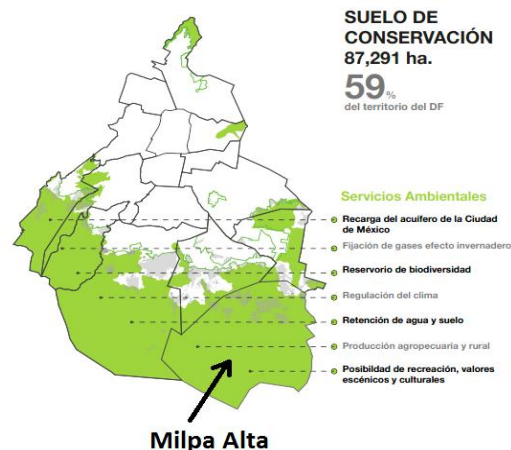 SUELO DE
CONSERVACIÓN
87,291 ha.
59%
del territorio del DF
Servicios Ambientales
Recarga del acuífero de la Ciudad
de México
Fijación de gases efecto invernadero
Reservorio de biodiversidad
Regulación del clima
Retención de agua y suelo
Producción agropecuaria y rural
Posibildad de recreación, valores
escénicos y culturales
Milpa Alta